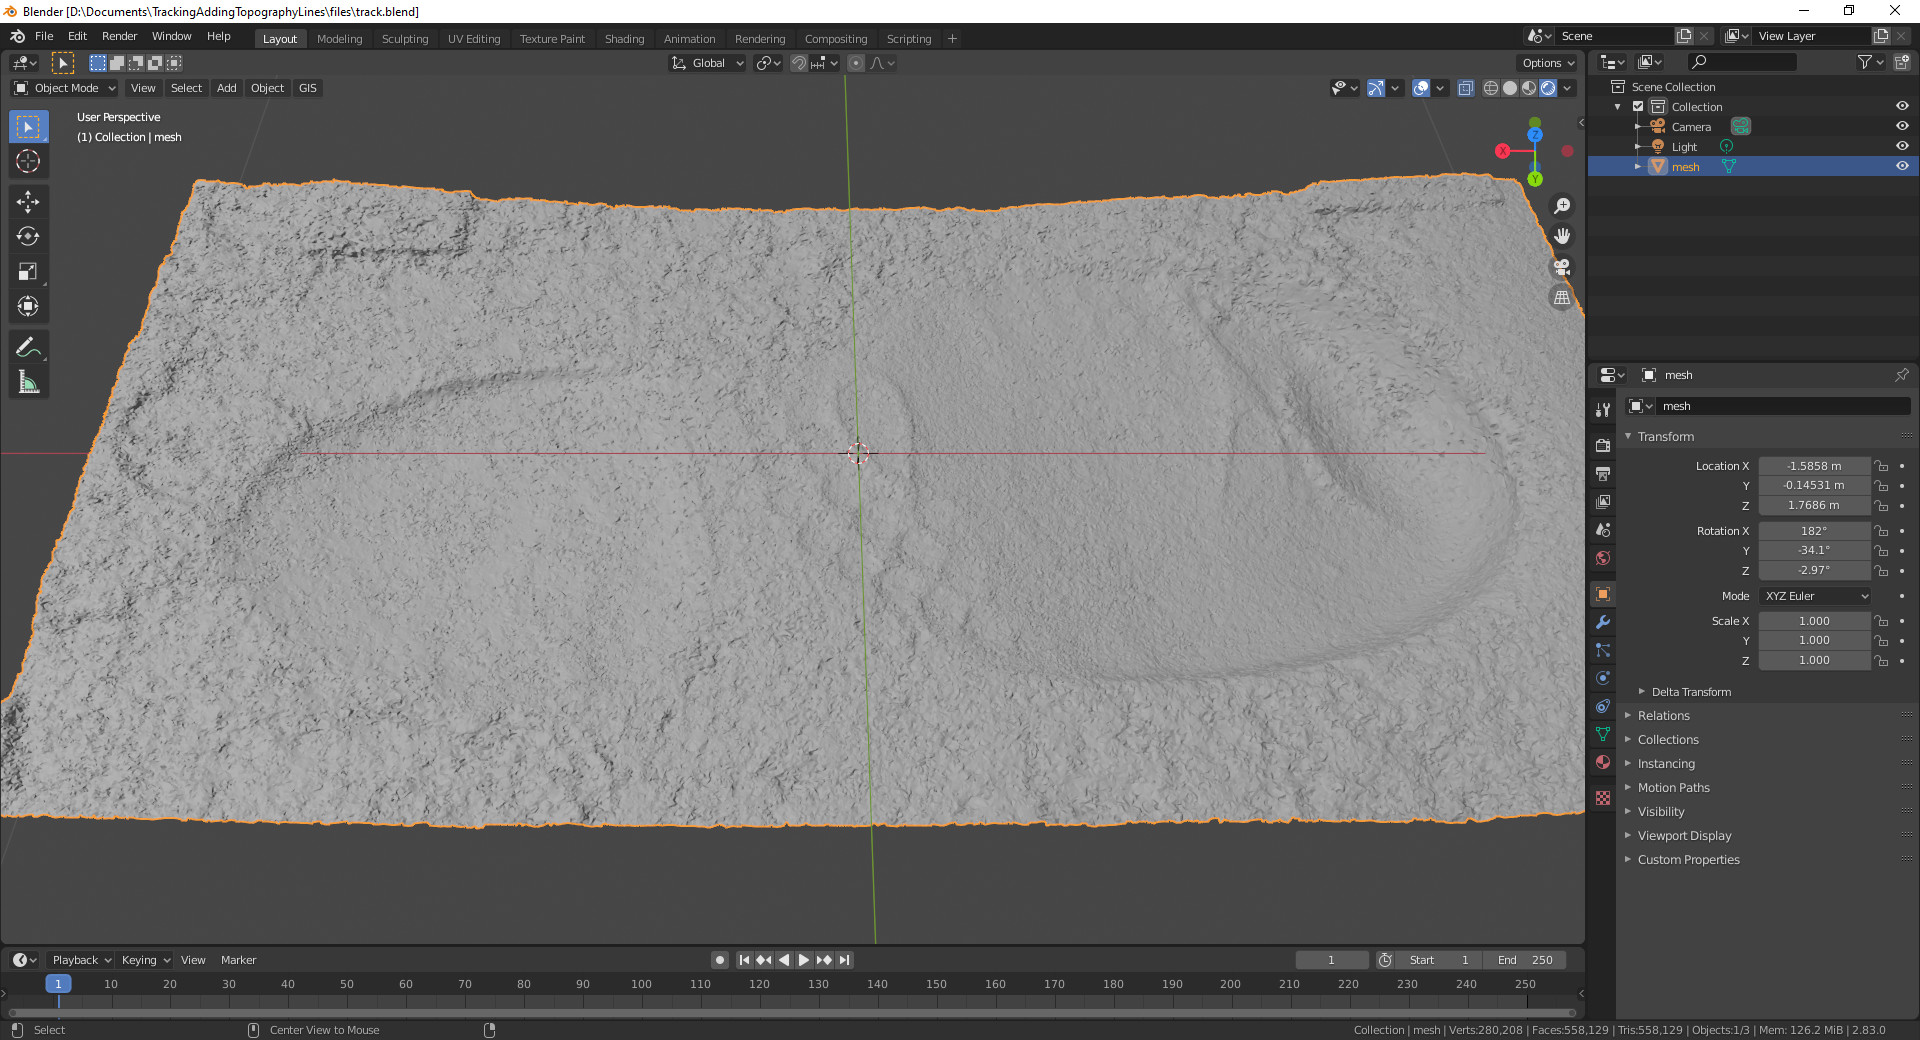 Blender [D:\Documents\TrackingAddingTopographyLines\files\track.blend]
File Edit Render Window Help Layout Modeling Sculpting UV Editing Texture Paint Shading Animation Rendering Compositing Scripting + Scene View Layer
Global Options
Object Mode View Select Add Object GIS
User Perspective
(1) Collection | mesh
Z
X
Y
Scene Collection
Collection
Camera
Light
mesh
mesh
mesh
Transform
Location X -1.5858 m
Y -0.14531 m
Z 1.7686 m
Rotation X 182°
Y -34.1°
Z -2.97°
Mode XYZ Euler
Scale X 1.000
Y 1.000
Z 1.000
Delta Transform
Relations
Collections
Instancing
Motion Paths
Visibility
Viewport Display
Custom Properties
Playback Keying View Marker 1 Start 1 End 250
1 10 20 30 40 50 60 70 80 90 100 110 120 130 140 150 160 170 180 190 200 210 220 230 240 250
Select Center View to Mouse Collection | mesh | Verts:280,208 | Faces:558,129 | Tris:558,129 | Objects:1/3 | Mem: 126.2 MiB | 2.83.0